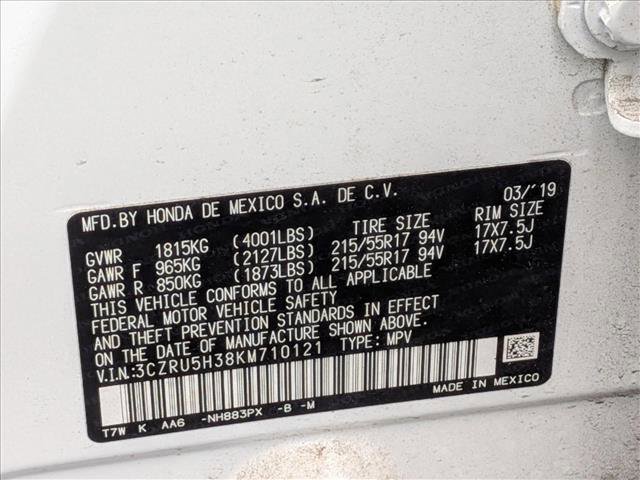 MFD.BY HONDA DE MEXICO S.A. DE C.V. 03/'19
GVWR 1815KG (4001LBS) TIRE SIZE RIM SIZE
GAWR F 965KG (2127LBS) 215/55R17 94V 17X7.5J
GAWR R 850KG (1873LBS) 215/55R17 94V 17X7.5J
THIS VEHICLE CONFORMS TO ALL APPLICABLE
FEDERAL MOTOR VEHICLE SAFETY
AND THEFT PREVENTION STANDARDS IN EFFECT
ON THE DATE OF MANUFACTURE SHOWN ABOVE.
V.I.N.:3CZRU5H38KM710121 TYPE: MPV
MADE IN MEXICO
T7W K AA6 -NH883PX -B -M